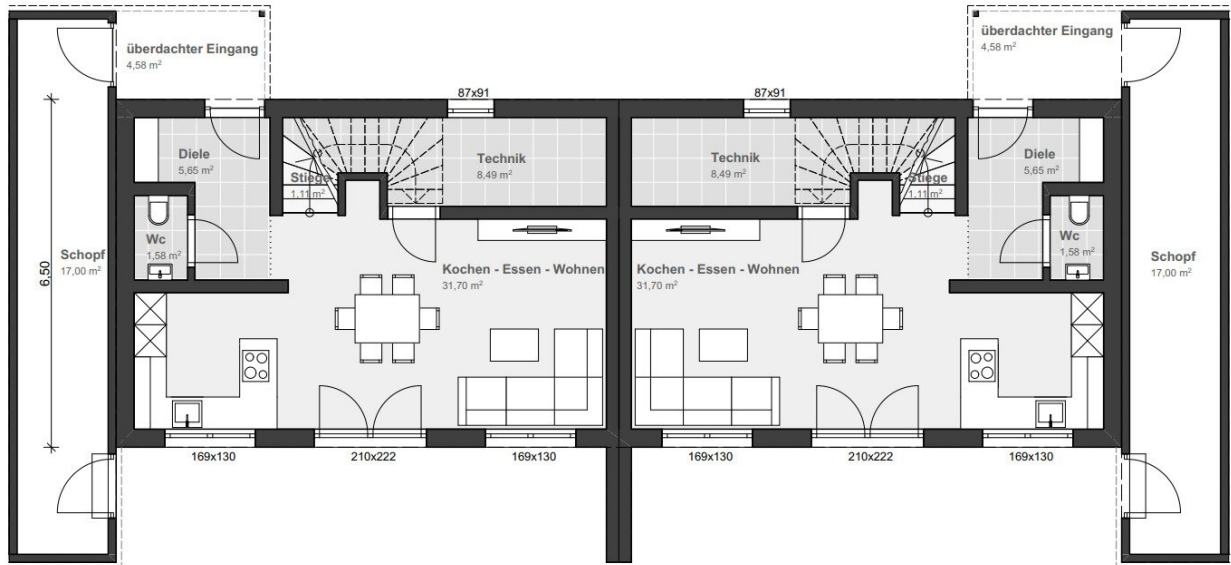 überdachter Eingang
4,58 m²
überdachter Eingang
4,58 m²
87x91
87x91
Diele
5,65 m²
Technik
8,49 m²
Technik
8,49 m²
Diele
5,65 m²
Stiege
1,11 m²
Stiege
1,11 m²
Wc
1,58 m²
Wc
1,58 m²
Schopf
17,00 m²
6,50
Kochen - Essen - Wohnen
31,70 m²
Kochen - Essen - Wohnen
31,70 m²
Schopf
17,00 m²
169x130
210x222
169x130
169x130
210x222
169x130